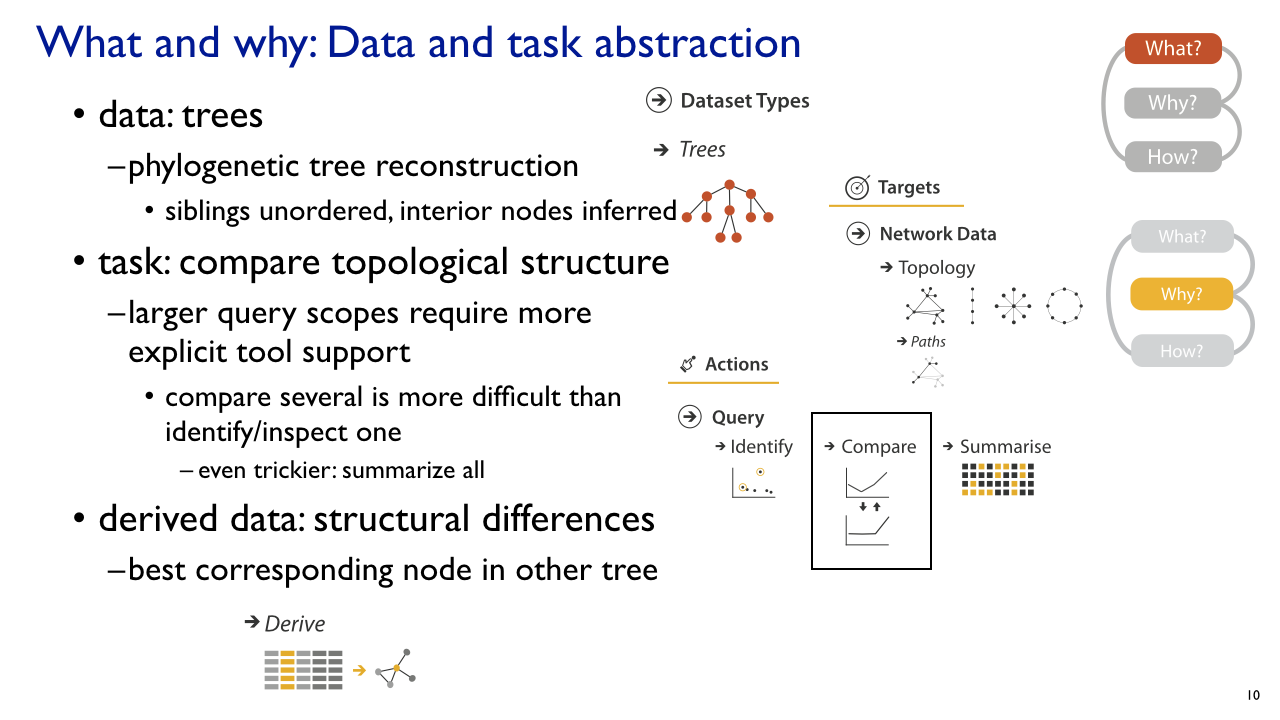 What and why: Data and task abstraction
• data: trees
–phylogenetic tree reconstruction
• siblings unordered, interior nodes inferred
• task: compare topological structure
–larger query scopes require more
explicit tool support
• compare several is more difficult than
identify/inspect one
– even trickier: summarize all
• derived data: structural differences
–best corresponding node in other tree
→ Derive
→ Dataset Types
→ Trees
Targets
→ Network Data
→ Topology
→ Paths
Actions
→ Query
→ Identify
→ Compare
→ Summarise
What?
Why?
How?
What?
Why?
How?
10